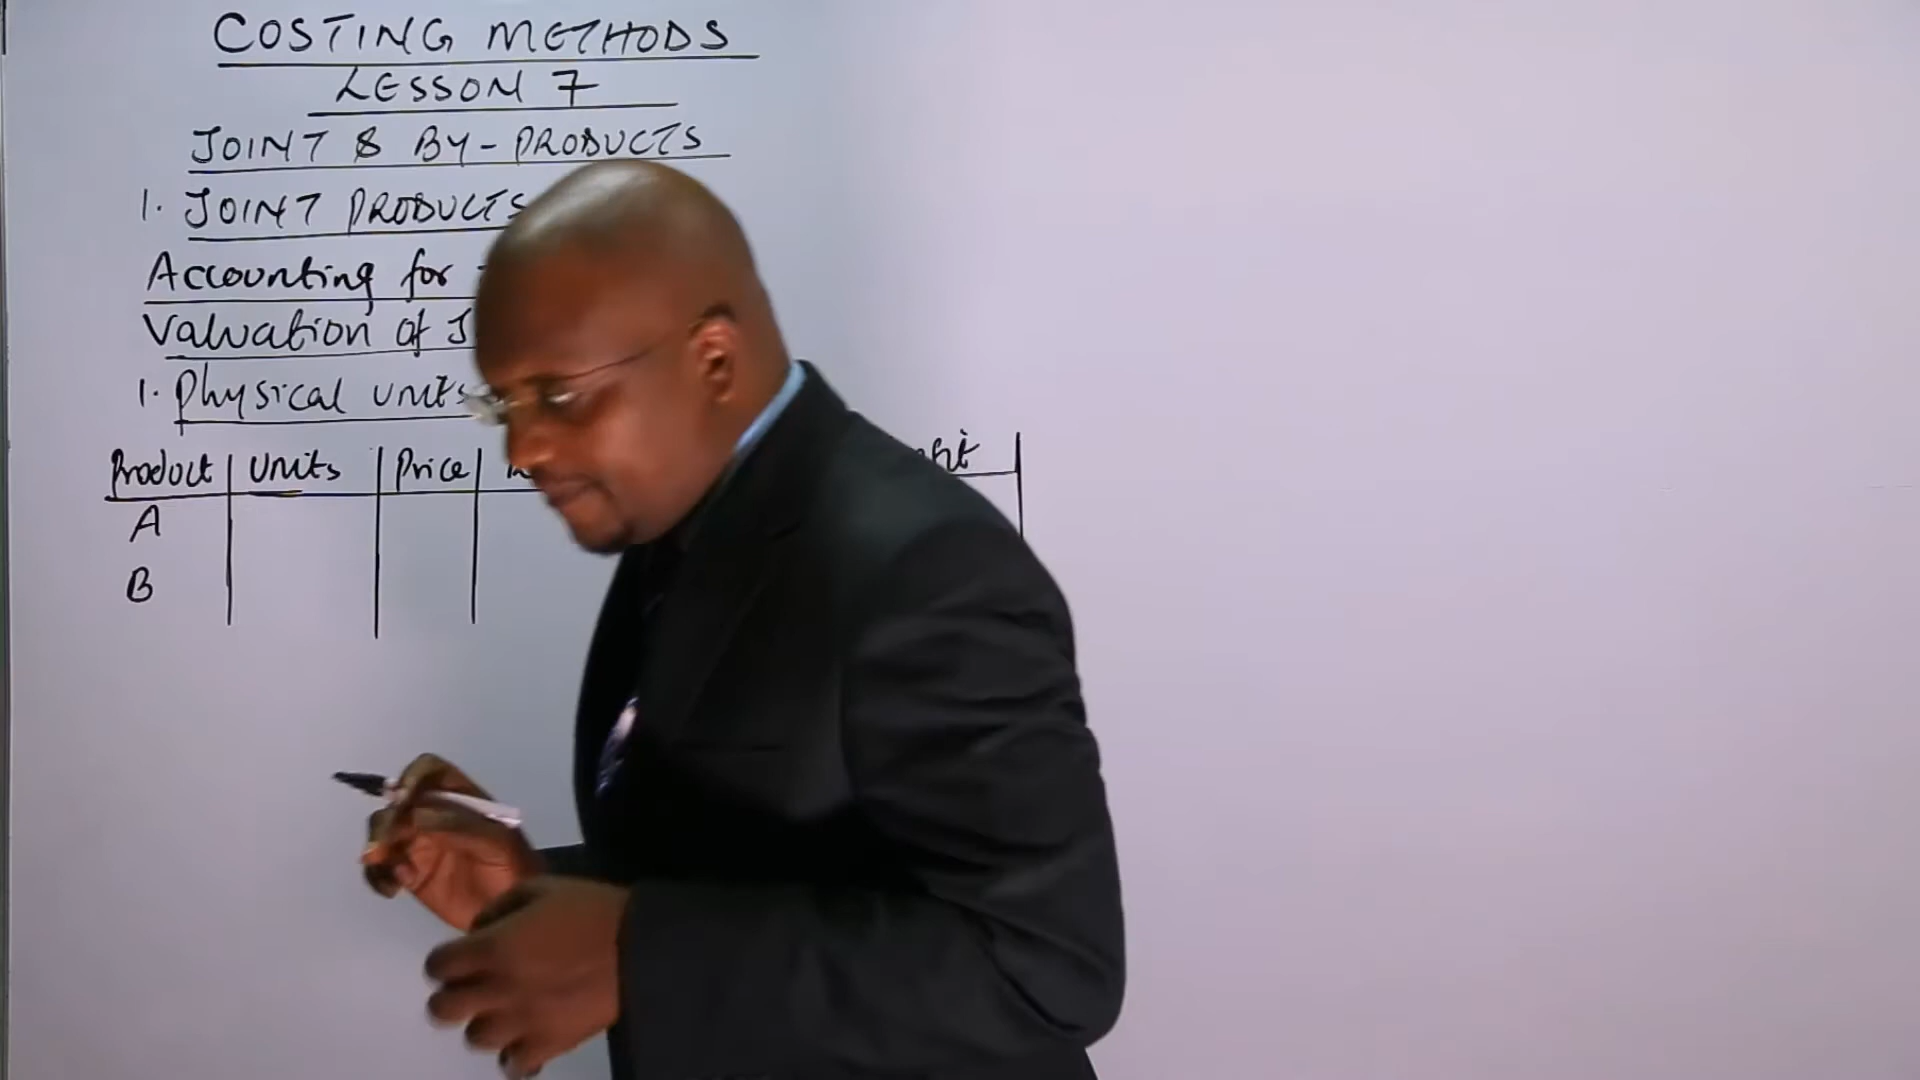 COSTING METHODS
LESSON 7
JOINT & BY-PRODUCTS
1. JOINT PRODUCTS
Accounting for
Valuation of J
1. Physical units
Product Units Price
A
B